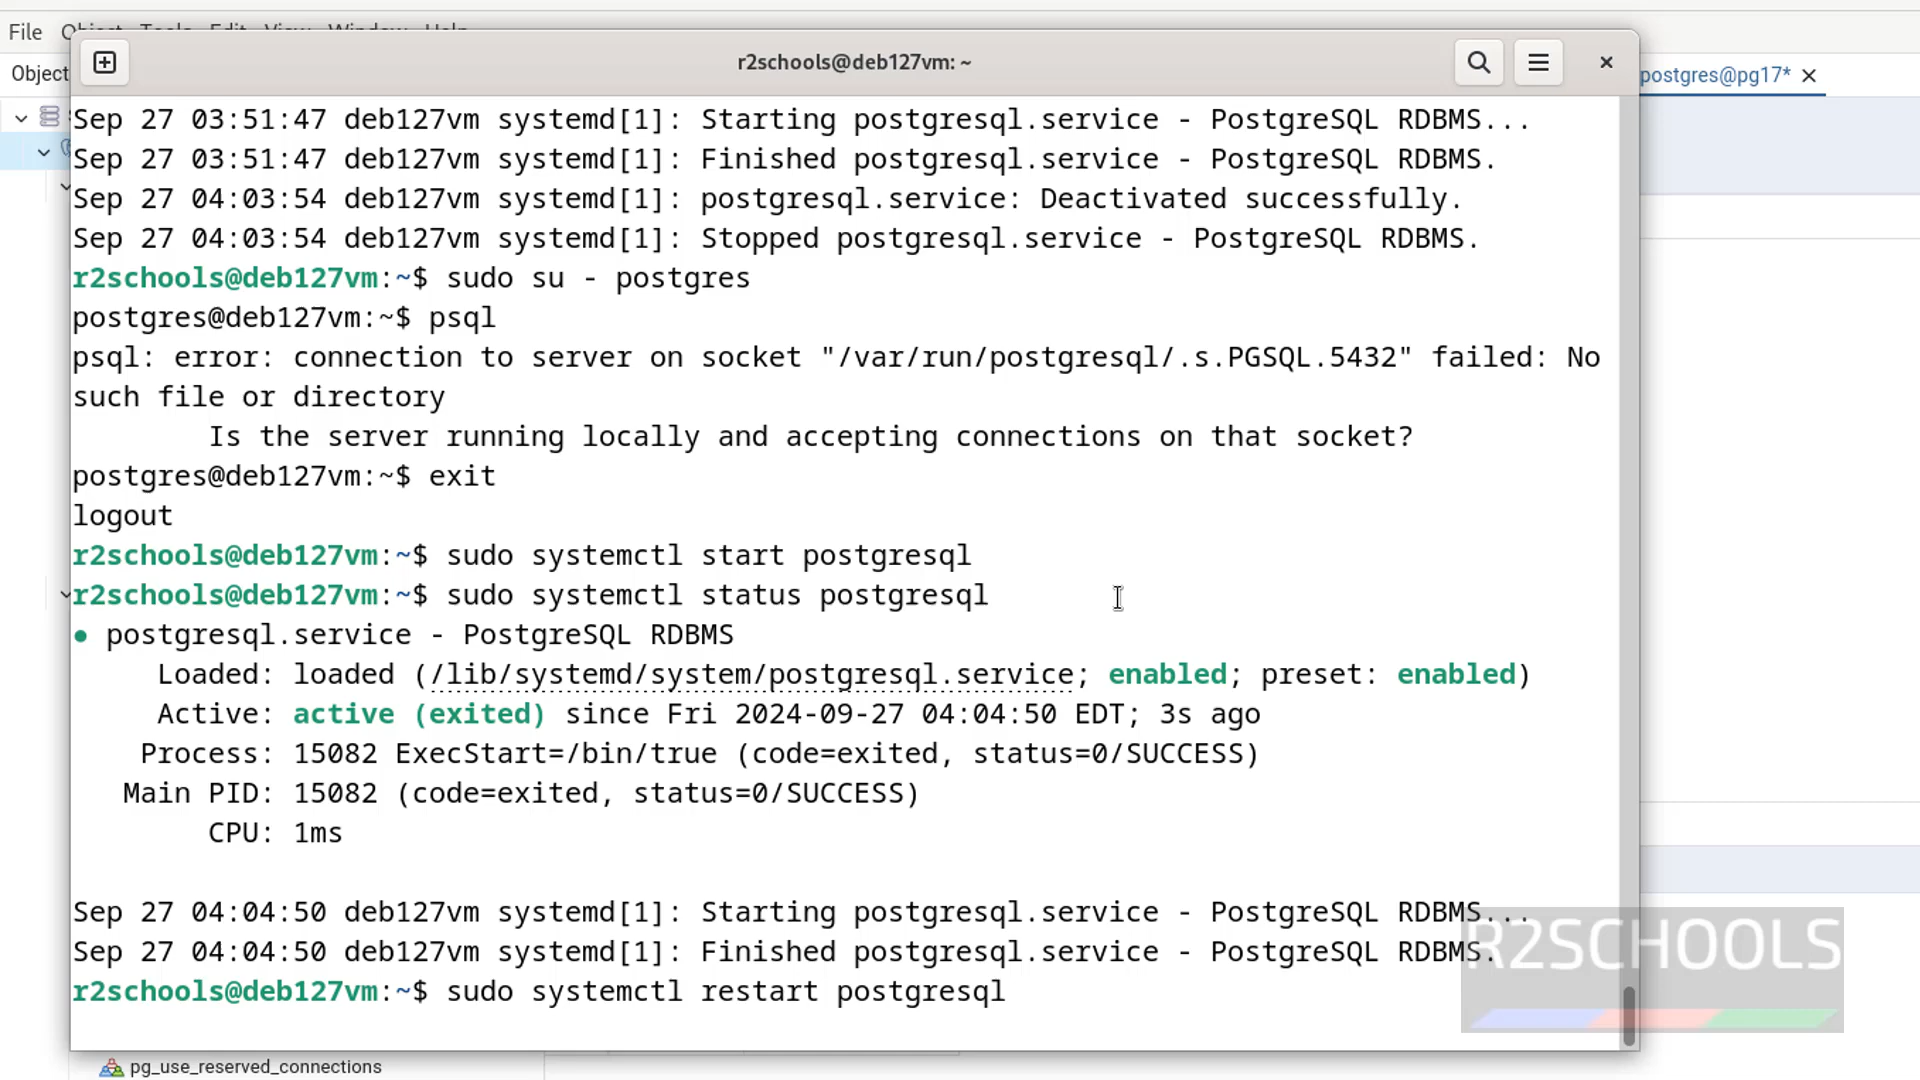 File
Object
r2schools@deb127vm: ~
postgres@pg17*
Sep 27 03:51:47 deb127vm systemd[1]: Starting postgresql.service - PostgreSQL RDBMS...
Sep 27 03:51:47 deb127vm systemd[1]: Finished postgresql.service - PostgreSQL RDBMS.
Sep 27 04:03:54 deb127vm systemd[1]: postgresql.service: Deactivated successfully.
Sep 27 04:03:54 deb127vm systemd[1]: Stopped postgresql.service - PostgreSQL RDBMS.
r2schools@deb127vm:~$ sudo su - postgres
postgres@deb127vm:~$ psql
psql: error: connection to server on socket "/var/run/postgresql/.s.PGSQL.5432" failed: No
such file or directory
        Is the server running locally and accepting connections on that socket?
postgres@deb127vm:~$ exit
logout
r2schools@deb127vm:~$ sudo systemctl start postgresql
r2schools@deb127vm:~$ sudo systemctl status postgresql
● postgresql.service - PostgreSQL RDBMS
     Loaded: loaded (/lib/systemd/system/postgresql.service; enabled; preset: enabled)
     Active: active (exited) since Fri 2024-09-27 04:04:50 EDT; 3s ago
    Process: 15082 ExecStart=/bin/true (code=exited, status=0/SUCCESS)
   Main PID: 15082 (code=exited, status=0/SUCCESS)
        CPU: 1ms
Sep 27 04:04:50 deb127vm systemd[1]: Starting postgresql.service - PostgreSQL RDBMS...
Sep 27 04:04:50 deb127vm systemd[1]: Finished postgresql.service - PostgreSQL RDBMS.
r2schools@deb127vm:~$ sudo systemctl restart postgresql
R2SCHOOLS
pg_use_reserved_connections